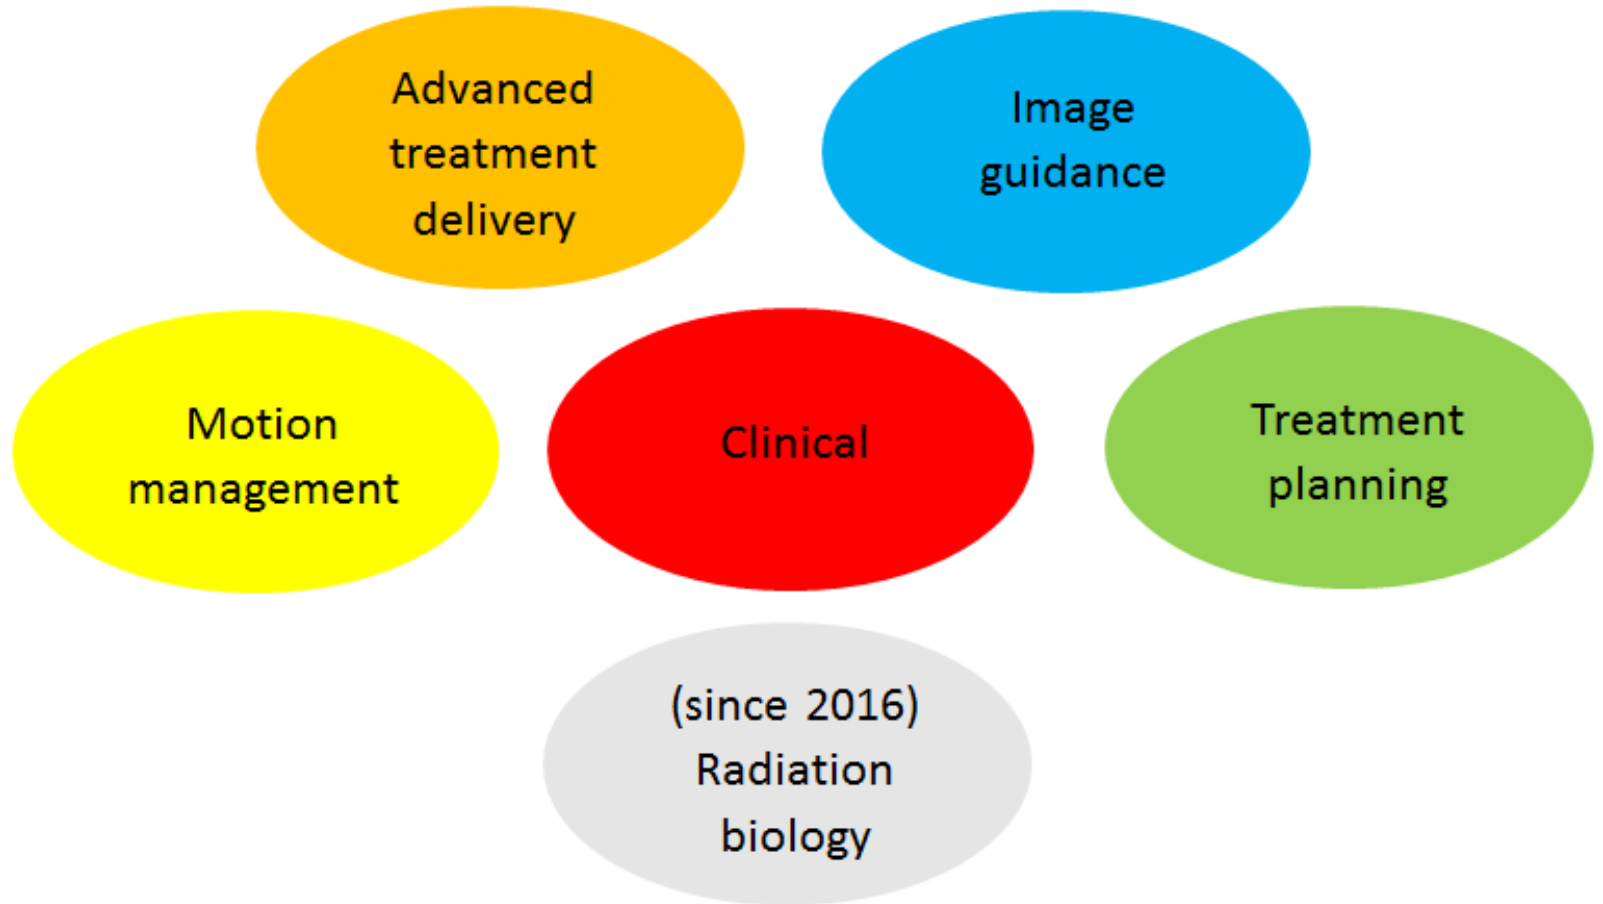 Advanced
treatment
delivery
Image
guidance
Motion
management
Clinical
Treatment
planning
(since 2016)
Radiation
biology